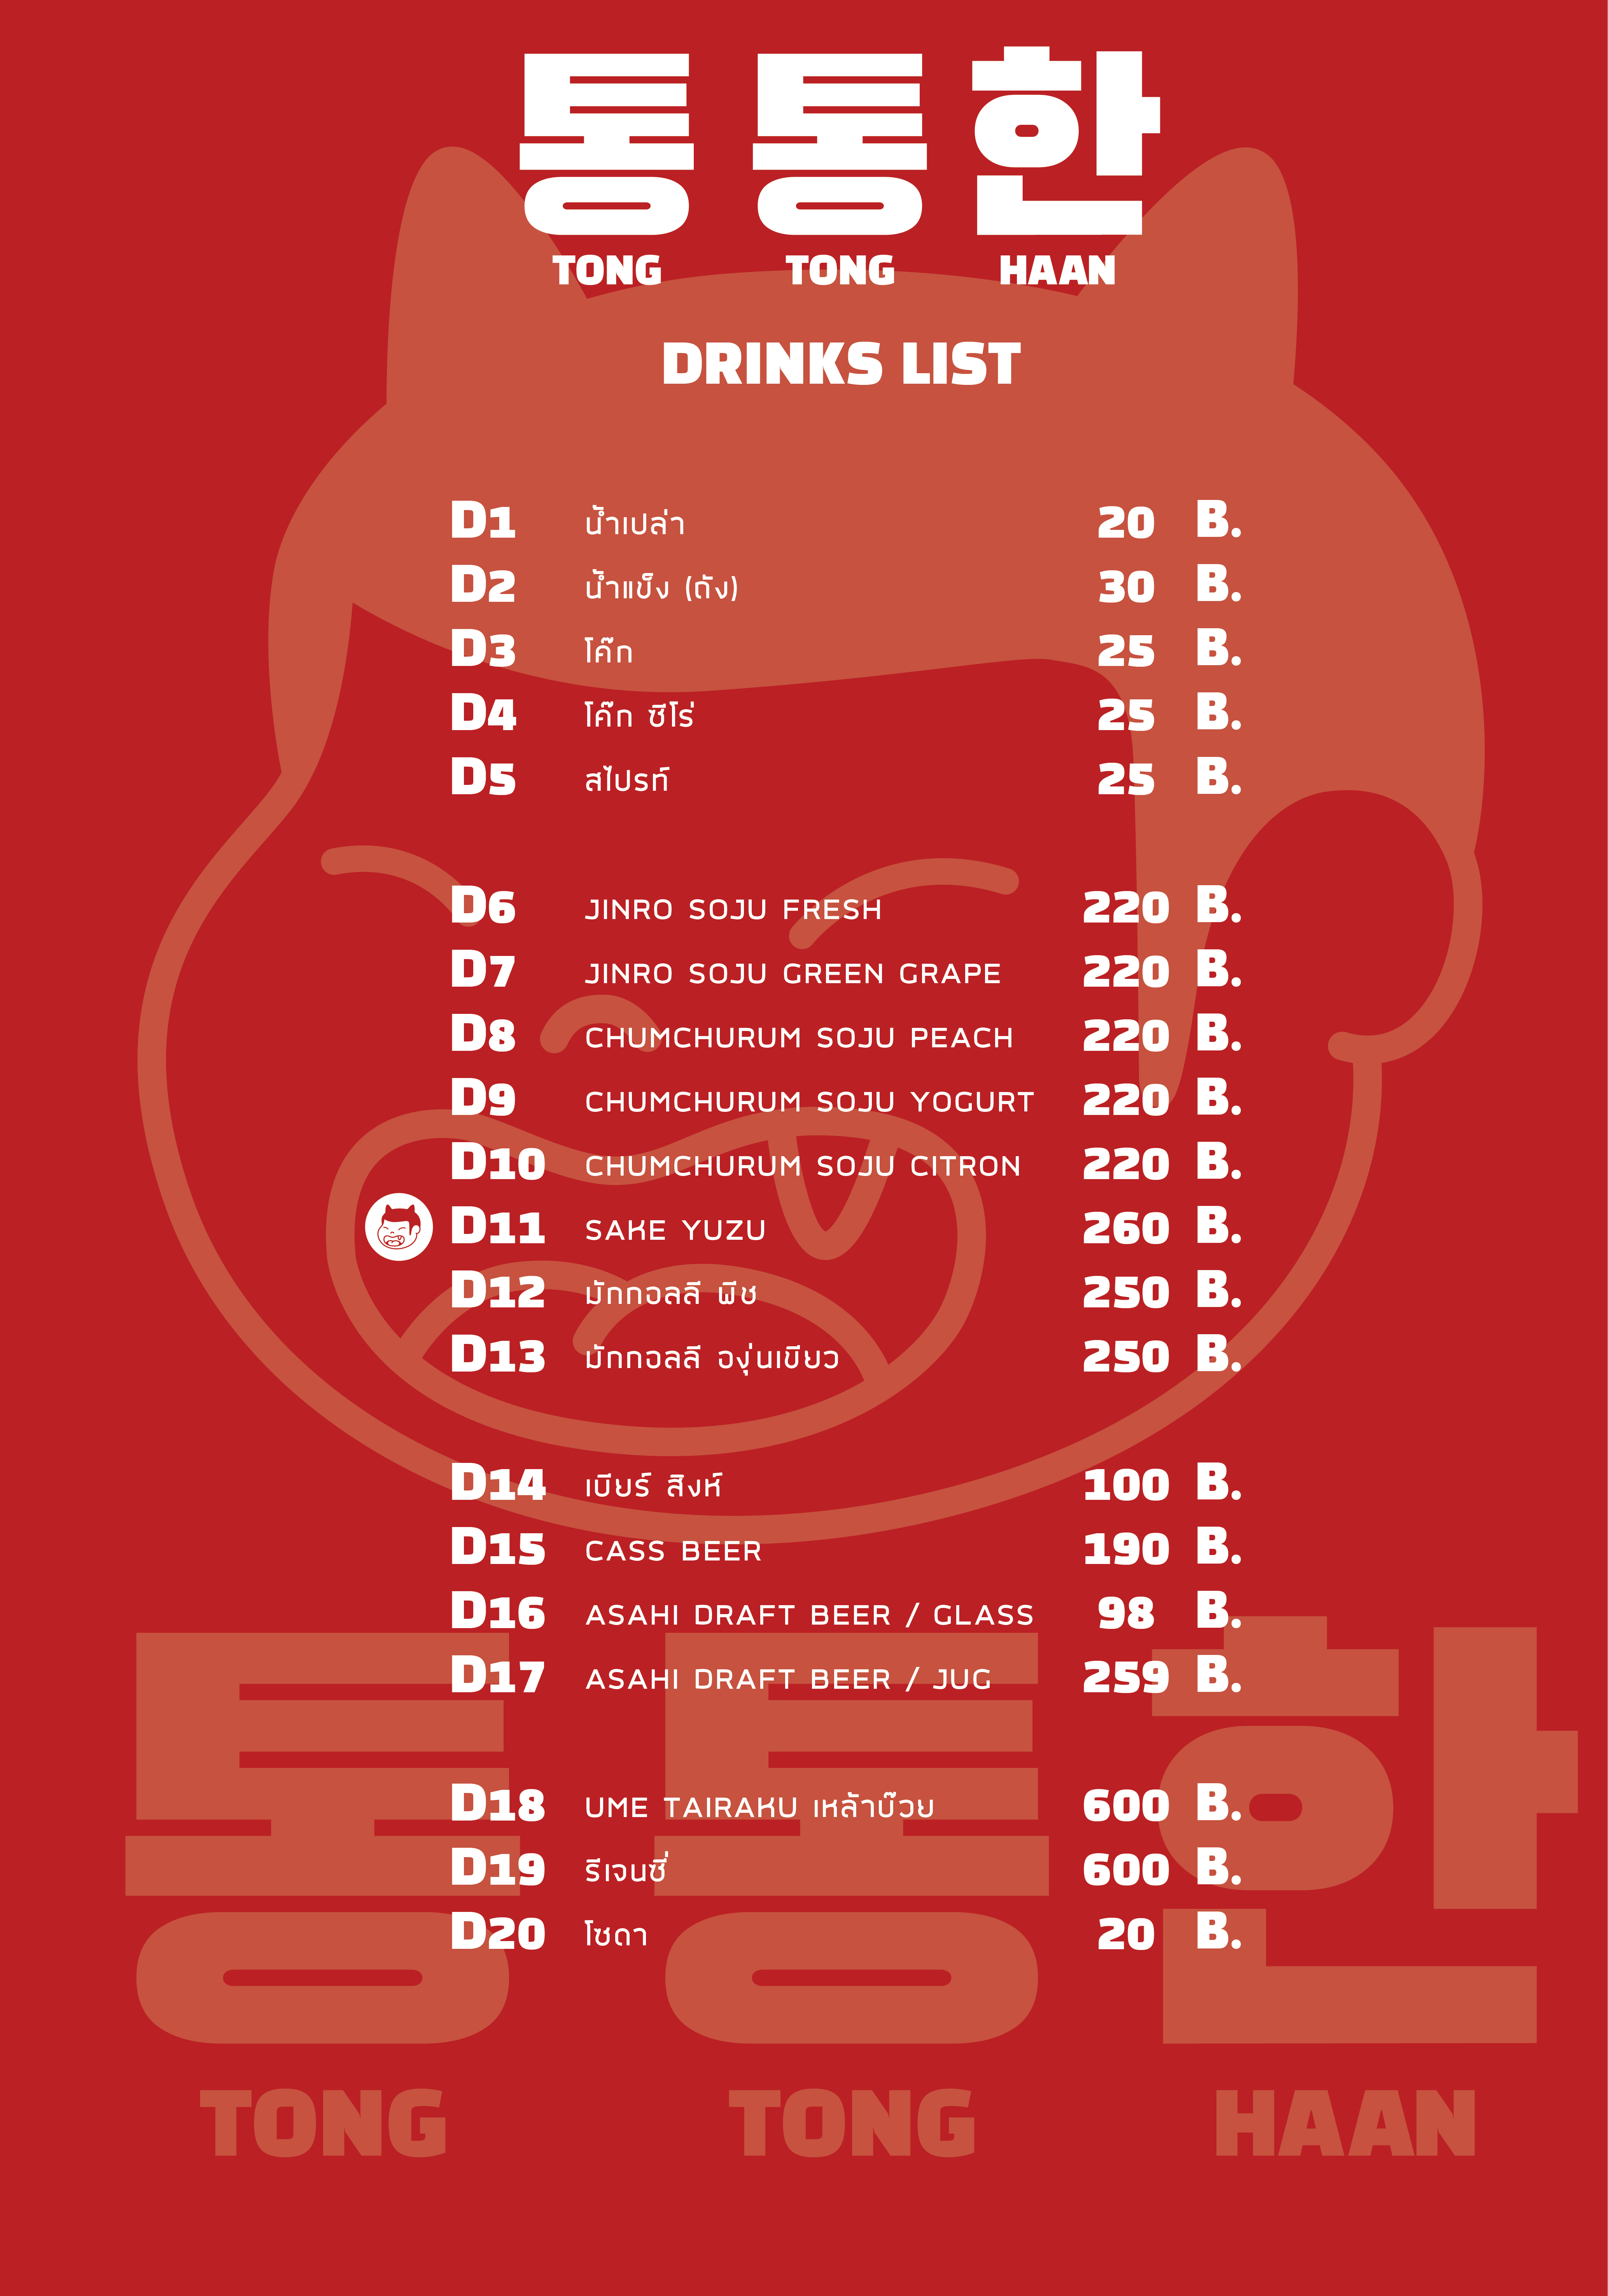 통통한
TONG TONG HAAN
DRINKS LIST
D1 น้ำเปล่า 20 B.
D2 น้ำแข็ง (ถัง) 30 B.
D3 โค๊ก 25 B.
D4 โค๊ก ซีโร่ 25 B.
D5 สไปรท์ 25 B.
D6 JINRO SOJU FRESH 220 B.
D7 JINRO SOJU GREEN GRAPE 220 B.
D8 CHUMCHURUM SOJU PEACH 220 B.
D9 CHUMCHURUM SOJU YOGURT 220 B.
D10 CHUMCHURUM SOJU CITRON 220 B.
D11 SAKE YUZU 260 B.
D12 มักกอลลี พีช 250 B.
D13 มักกอลลี องุ่นเขียว 250 B.
D14 เบียร์ สิงห์ 100 B.
D15 CASS BEER 190 B.
D16 ASAHI DRAFT BEER / GLASS 98 B.
D17 ASAHI DRAFT BEER / JUG 259 B.
D18 UME TAIRAKU เหล้าบ๊วย 600 B.
D19 รีเจนซี่ 600 B.
D20 โซดา 20 B.
통통한
TONG TONG HAAN